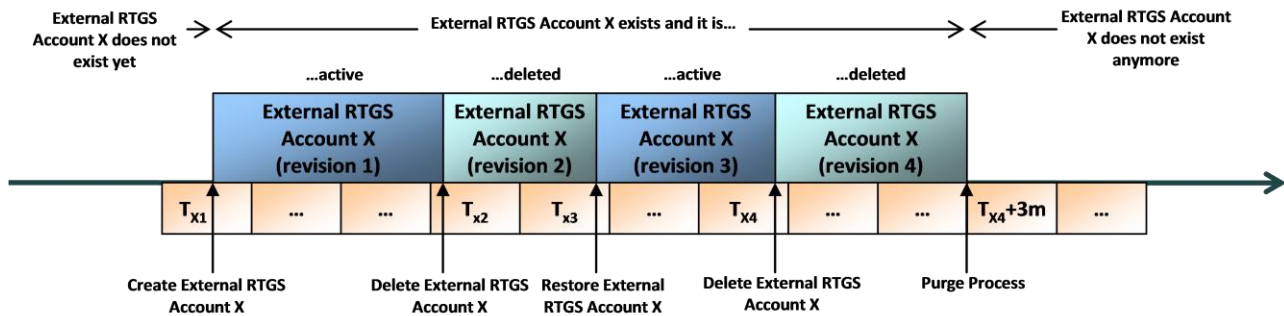 External RTGS
Account X does not
exist yet
External RTGS Account X exists and it is...
External RTGS Account
X does not exist
anymore
...active
...deleted
...active
...deleted
External RTGS
Account X
(revision 1)
External RTGS
Account X
(revision 2)
External RTGS
Account X
(revision 3)
External RTGS
Account X
(revision 4)
TX1
...
...
Tx2
Tx3
...
TX4
...
...
TX4+3m
...
Create External RTGS
Account X
Delete External RTGS
Account X
Restore External
RTGS Account X
Delete External RTGS
Account X
Purge Process